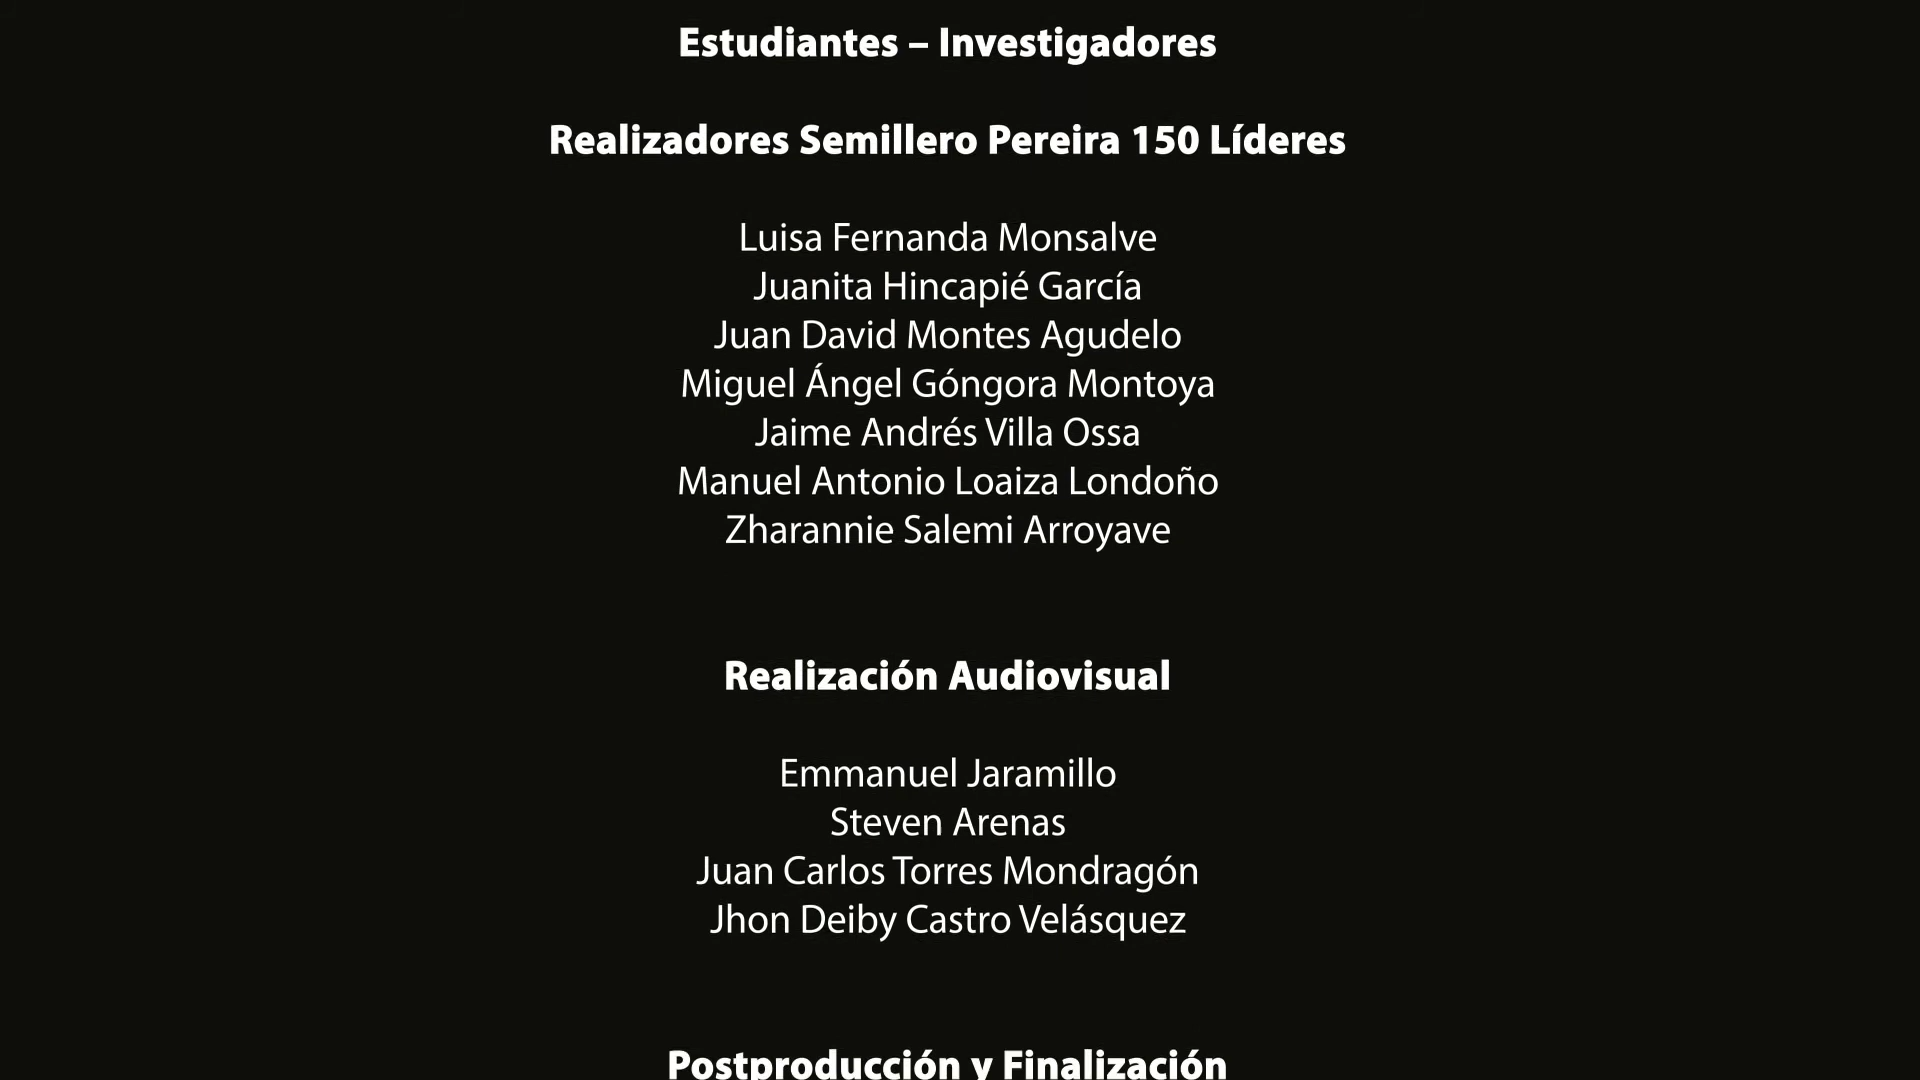 Estudiantes – Investigadores
Realizadores Semillero Pereira 150 Líderes
Luisa Fernanda Monsalve
Juanita Hincapié García
Juan David Montes Agudelo
Miguel Ángel Góngora Montoya
Jaime Andrés Villa Ossa
Manuel Antonio Loaiza Londoño
Zharannie Salemi Arroyave
Realización Audiovisual
Emmanuel Jaramillo
Steven Arenas
Juan Carlos Torres Mondragón
Jhon Deiby Castro Velásquez
Postproducción y Finalización